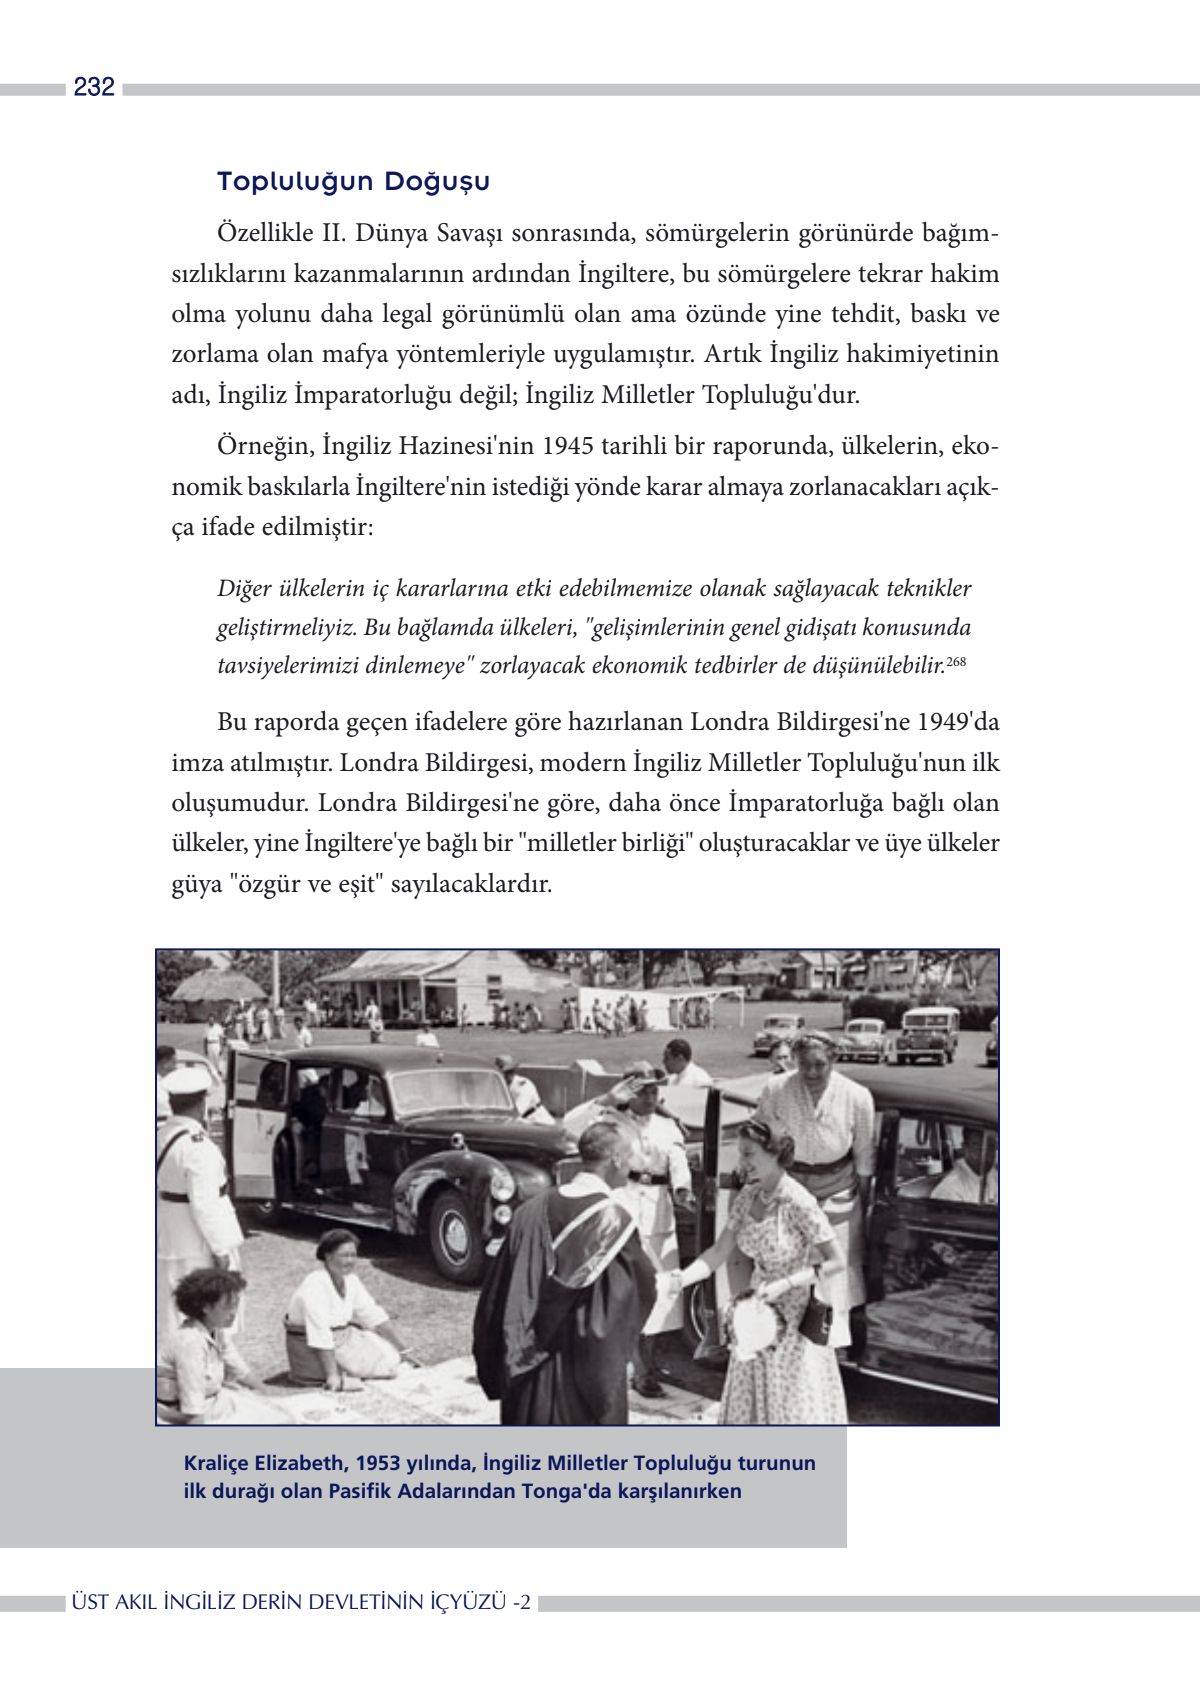 232
Topluluğun Doğuşu
Özellikle II. Dünya Savaşı sonrasında, sömürgelerin görünürde bağım-
sızlıklarını kazanmalarının ardından İngiltere, bu sömürgelere tekrar hakim
olma yolunu daha legal görünümlü olan ama özünde yine tehdit, baskı ve
zorlama olan mafya yöntemleriyle uygulamıştır. Artık İngiliz hakimiyetinin
adı, İngiliz İmparatorluğu değil; İngiliz Milletler Topluluğu'dur.
Örneğin, İngiliz Hazinesi'nin 1945 tarihli bir raporunda, ülkelerin, eko-
nomik baskılarla İngiltere'nin istediği yönde karar almaya zorlanacakları açık-
ça ifade edilmiştir:
Diğer ülkelerin iç kararlarına etki edebilmemize olanak sağlayacak teknikler
geliştirmeliyiz. Bu bağlamda ülkeleri, "gelişimlerinin genel gidişatı konusunda
tavsiyelerimizi dinlemeye" zorlayacak ekonomik tedbirler de düşünülebilir.268
Bu raporda geçen ifadelere göre hazırlanan Londra Bildirgesi'ne 1949'da
imza atılmıştır. Londra Bildirgesi, modern İngiliz Milletler Topluluğu'nun ilk
oluşumudur. Londra Bildirgesi'ne göre, daha önce İmparatorluğa bağlı olan
ülkeler, yine İngiltere'ye bağlı bir "milletler birliği" oluşturacaklar ve üye ülkeler
güya "özgür ve eşit" sayılacaklardır.
Kraliçe Elizabeth, 1953 yılında, İngiliz Milletler Topluluğu turunun
ilk durağı olan Pasifik Adalarından Tonga'da karşılanırken
ÜST AKIL İNGİLİZ DERİN DEVLETİNİN İÇYÜZÜ -2